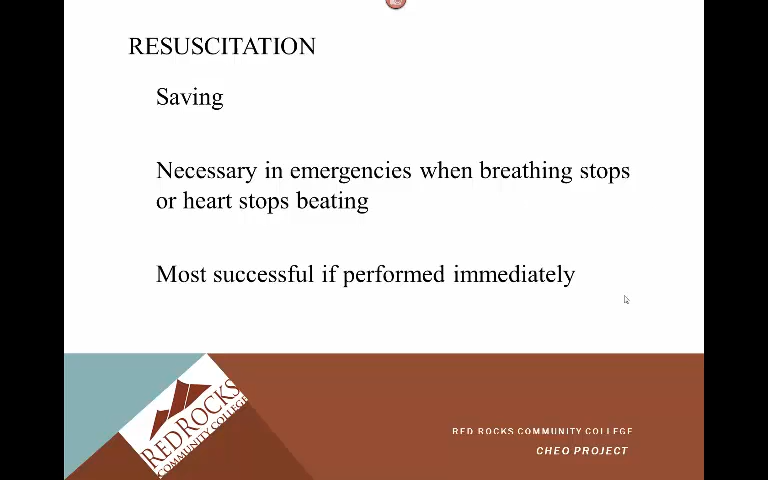 RESUSCITATION
Saving
Necessary in emergencies when breathing stops
or heart stops beating
Most successful if performed immediately
RED ROCKS
COMMUNITY COLLEGE
RED ROCKS COMMUNITY COLLEGE
CHEO PROJECT